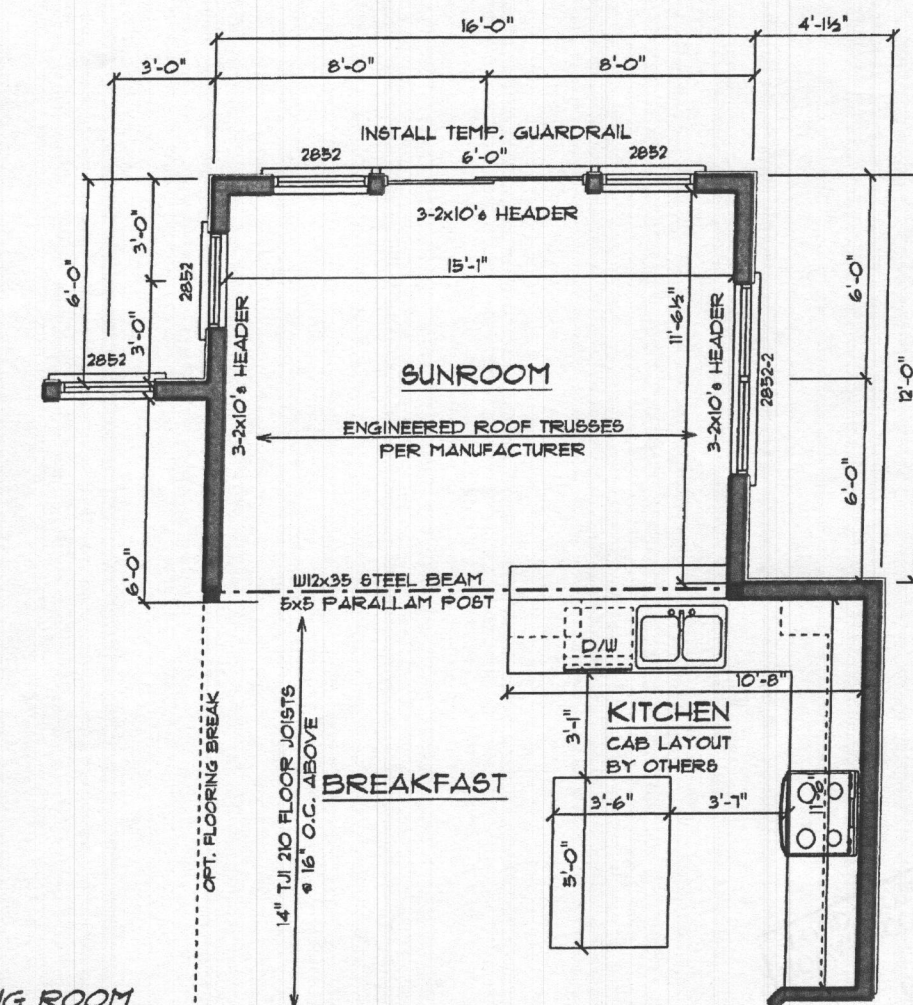 16'-0"
4'-1½"
3'-0"
8'-0"
8'-0"
INSTALL TEMP. GUARDRAIL
2852
6'-0"
2852
3-2x10's HEADER
6'-0"
3'-0"
3'-0"
2852
15'-1"
11'-6½"
6'-0"
12'-0"
2852
3-2x10's HEADER
SUNROOM
3-2x10's HEADER
2852-2
ENGINEERED ROOF TRUSSES
PER MANUFACTURER
6'-0"
6'-0"
W12x35 STEEL BEAM
5x5 PARALLAM POST
D/W
10'-8"
KITCHEN
CAB LAYOUT
BY OTHERS
3'-1"
OPT. FLOORING BREAK
14" TJI 210 FLOOR JOISTS
@ 16" O.C. ABOVE
BREAKFAST
3'-6"
3'-7"
5'-0"
NG ROOM